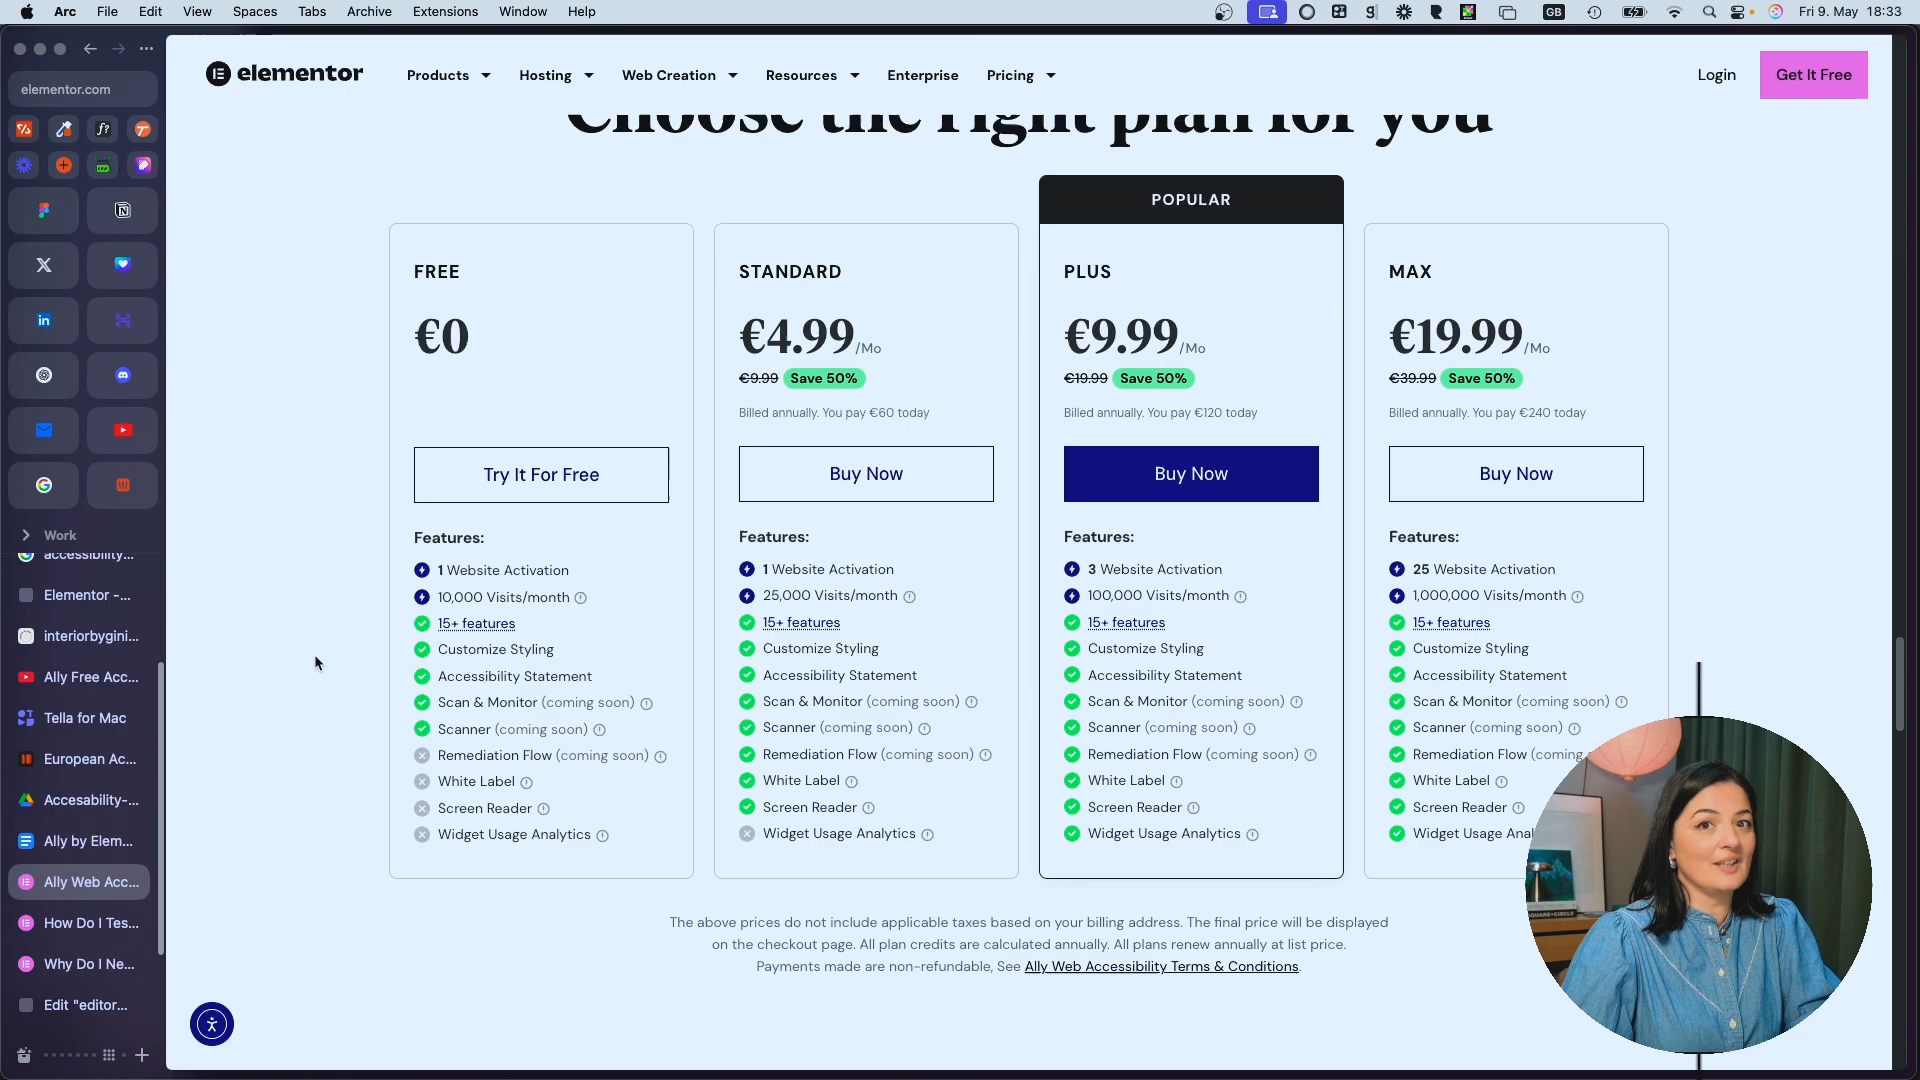 Arc File Edit View Spaces Tabs Archive Extensions Window Help
GB
Fri 9. May 18:33
elementor.com
Work
accessibility...
Elementor -...
interiorbygini...
Ally Free Acc...
Tella for Mac
European Ac...
Accesability-...
Ally by Elem...
Ally Web Acc...
How Do I Tes...
Why Do I Ne...
Edit "editor...
elementor
Products
Hosting
Web Creation
Resources
Enterprise
Pricing
Login
Get It Free
Choose the right plan for you
FREE
€0
Try It For Free
Features:
1 Website Activation
10,000 Visits/month
15+ features
Customize Styling
Accessibility Statement
Scan & Monitor (coming soon)
Scanner (coming soon)
Remediation Flow (coming soon)
White Label
Screen Reader
Widget Usage Analytics
STANDARD
€4.99/Mo
€9.99 Save 50%
Billed annually. You pay €60 today
Buy Now
Features:
1 Website Activation
25,000 Visits/month
15+ features
Customize Styling
Accessibility Statement
Scan & Monitor (coming soon)
Scanner (coming soon)
Remediation Flow (coming soon)
White Label
Screen Reader
Widget Usage Analytics
POPULAR
PLUS
€9.99/Mo
€19.99 Save 50%
Billed annually. You pay €120 today
Buy Now
Features:
3 Website Activation
100,000 Visits/month
15+ features
Customize Styling
Accessibility Statement
Scan & Monitor (coming soon)
Scanner (coming soon)
Remediation Flow (coming soon)
White Label
Screen Reader
Widget Usage Analytics
MAX
€19.99/Mo
€39.99 Save 50%
Billed annually. You pay €240 today
Buy Now
Features:
25 Website Activation
1,000,000 Visits/month
15+ features
Customize Styling
Accessibility Statement
Scan & Monitor (coming soon)
Scanner (coming soon)
Remediation Flow (coming
White Label
Screen Reader
Widget Usage Anal
The above prices do not include applicable taxes based on your billing address. The final price will be displayed
on the checkout page. All plan credits are calculated annually. All plans renew annually at list price.
Payments made are non-refundable, See Ally Web Accessibility Terms & Conditions.